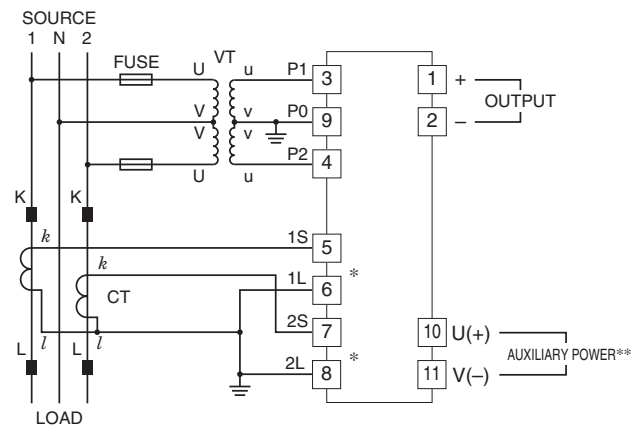 SOURCE
1 N 2
FUSE
VT
U u P1 3
1 +
OUTPUT
V v P0 9
2 –
V v
U u P2 4
K K
k 1S 5
k 1L 6 *
CT
2S 7
10 U(+)
AUXILIARY POWER**
L l L l
2L 8 *
11 V(–)
LOAD